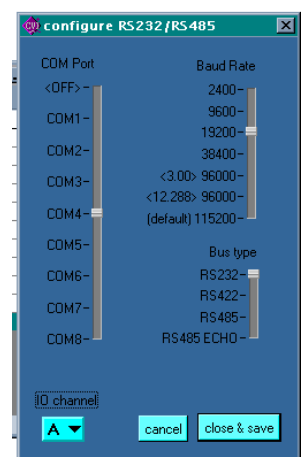 CVI configure RS232/RS485
COM Port
<OFF>
COM1
COM2
COM3
COM4
COM5
COM6
COM7
COM8
Baud Rate
2400
9600
19200
38400
<3.00> 96000
<12.288> 96000
(default) 115200
Bus type
RS232
RS422
RS485
RS485 ECHO
IO channel
A
cancel
close & save